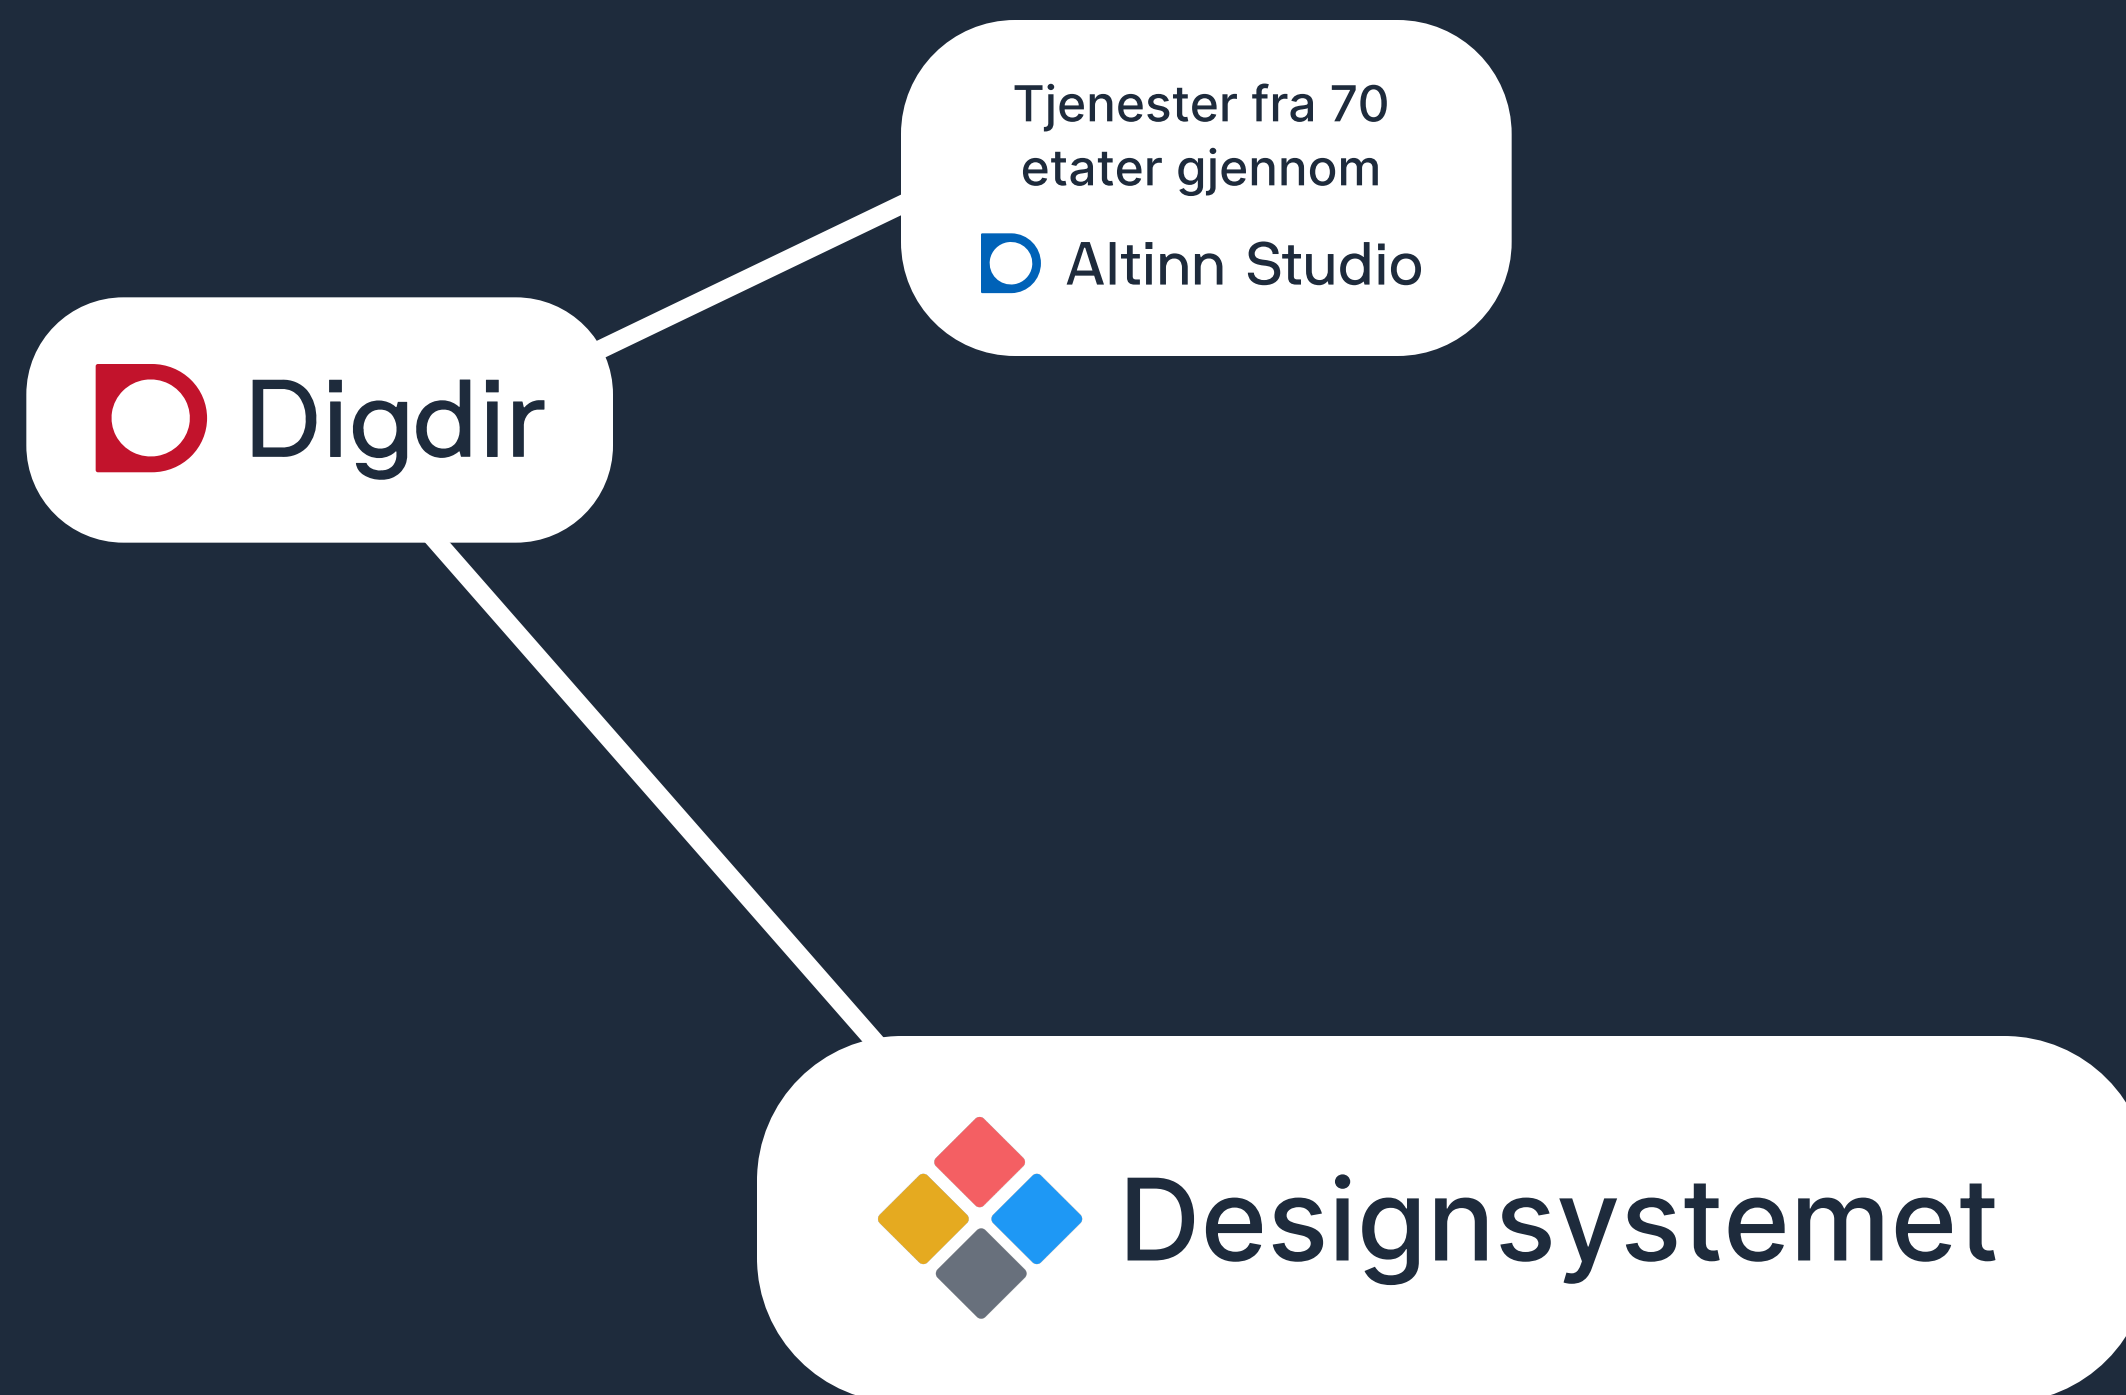 Tjenester fra 70
etater gjennom
Altinn Studio
Digdir
Designsystemet